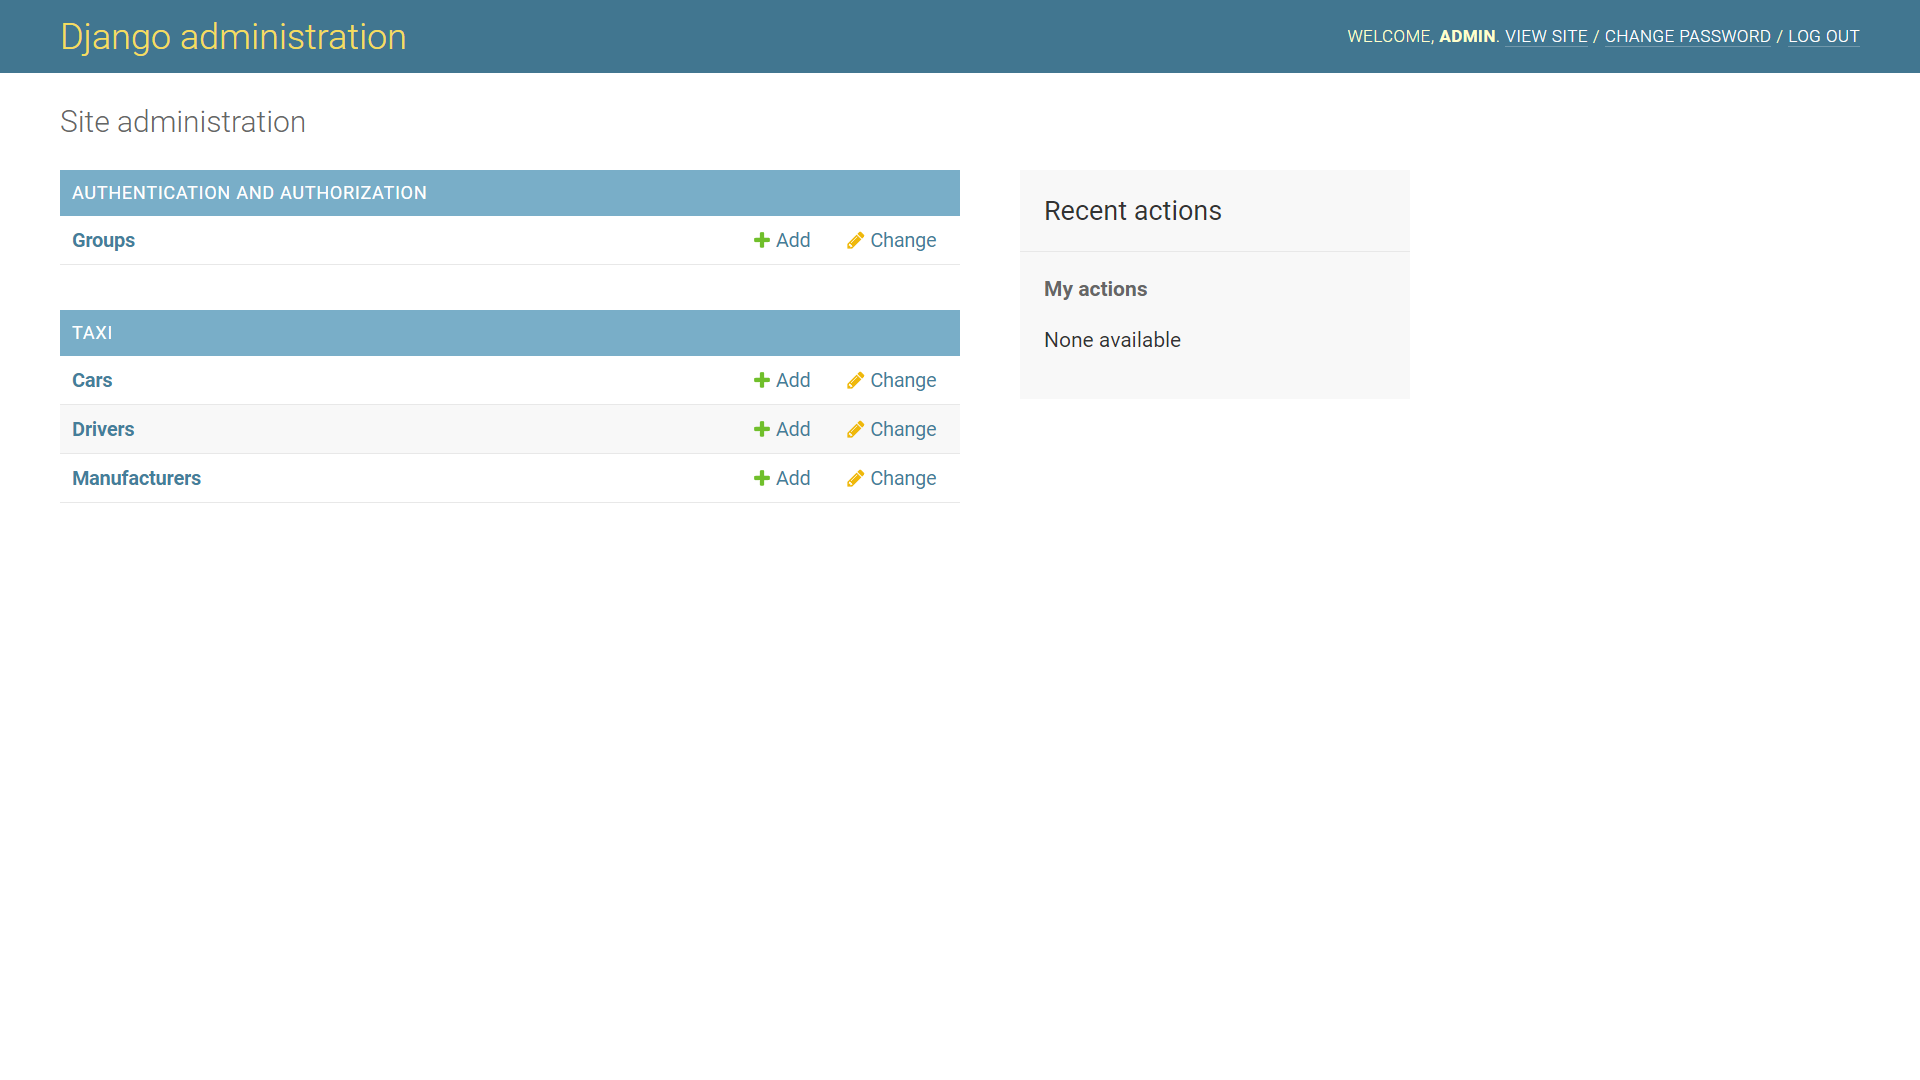 Django administration
WELCOME, ADMIN. VIEW SITE / CHANGE PASSWORD / LOG OUT
Site administration
AUTHENTICATION AND AUTHORIZATION
Groups Add Change
TAXI
Cars Add Change
Drivers Add Change
Manufacturers Add Change
Recent actions
My actions
None available